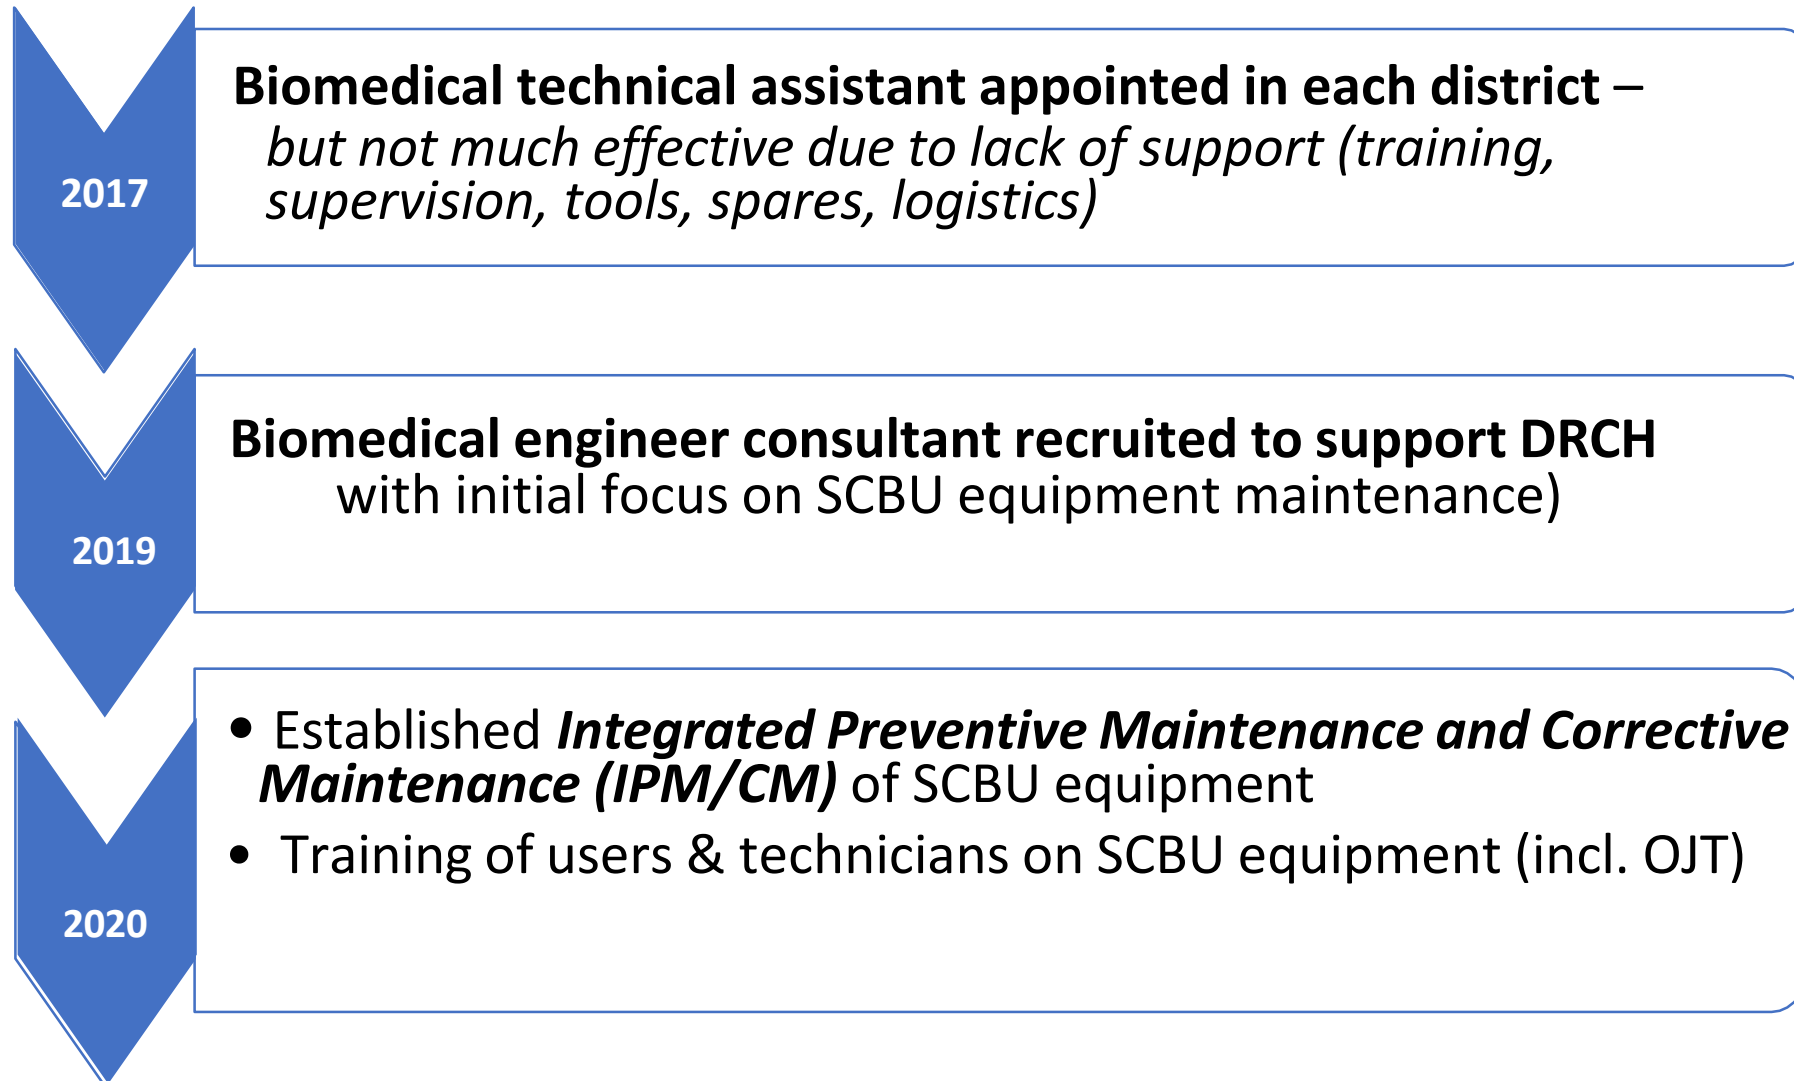 2017
Biomedical technical assistant appointed in each district –
but not much effective due to lack of support (training,
supervision, tools, spares, logistics)
2019
Biomedical engineer consultant recruited to support DRCH
with initial focus on SCBU equipment maintenance)
2020
• Established Integrated Preventive Maintenance and Corrective
Maintenance (IPM/CM) of SCBU equipment
• Training of users & technicians on SCBU equipment (incl. OJT)